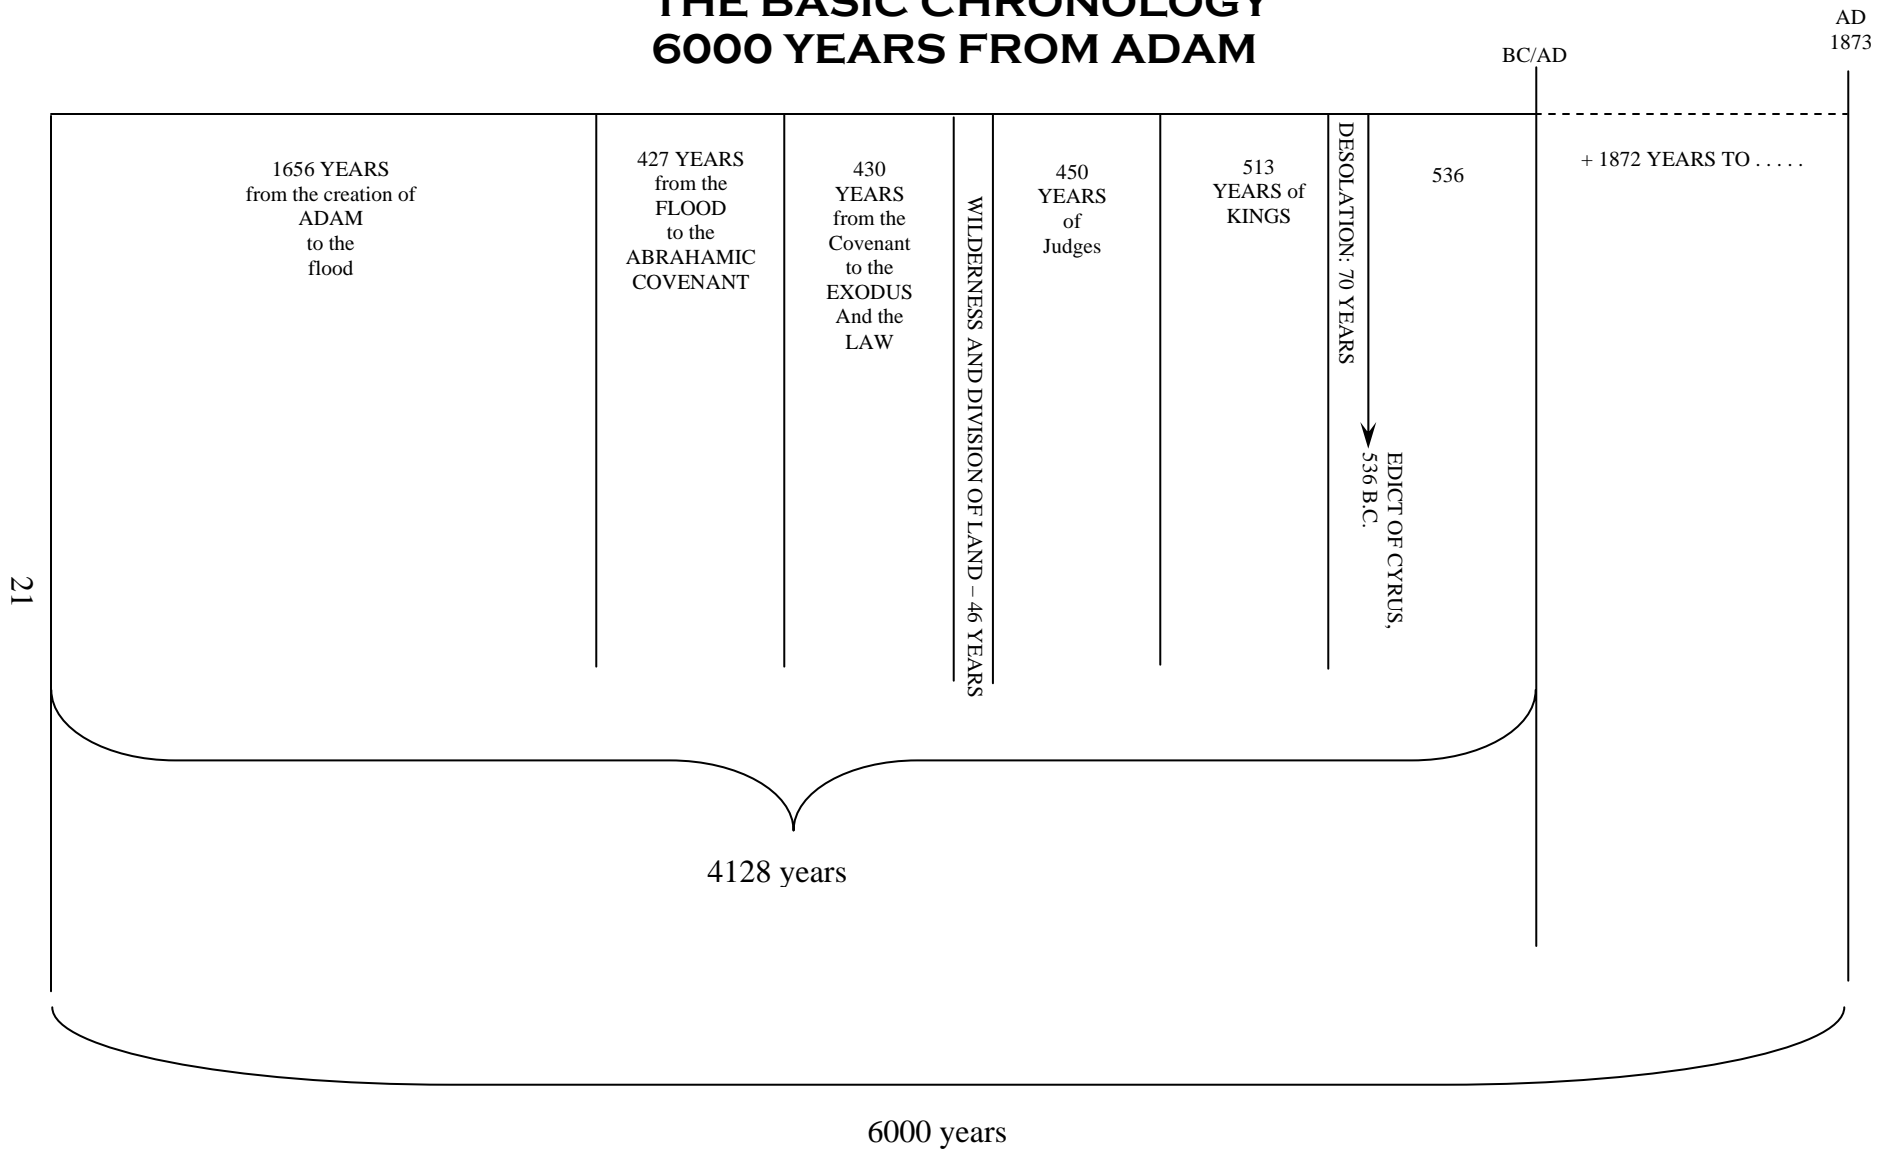 THE BASIC CHRONOLOGY
6000 YEARS FROM ADAM
BC/AD
AD
1873
1656 YEARS
from the creation of
ADAM
to the
flood
427 YEARS
from the
FLOOD
to the
ABRAHAMIC
COVENANT
430
YEARS
from the
Covenant
to the
EXODUS
And the
LAW
WILDERNESS AND DIVISION OF LAND – 46 YEARS
450
YEARS
of
Judges
513
YEARS of
KINGS
DESOLATION: 70 YEARS
536
EDICT OF CYRUS,
536 B.C.
+ 1872 YEARS TO . . . . .
21
4128 years
6000 years